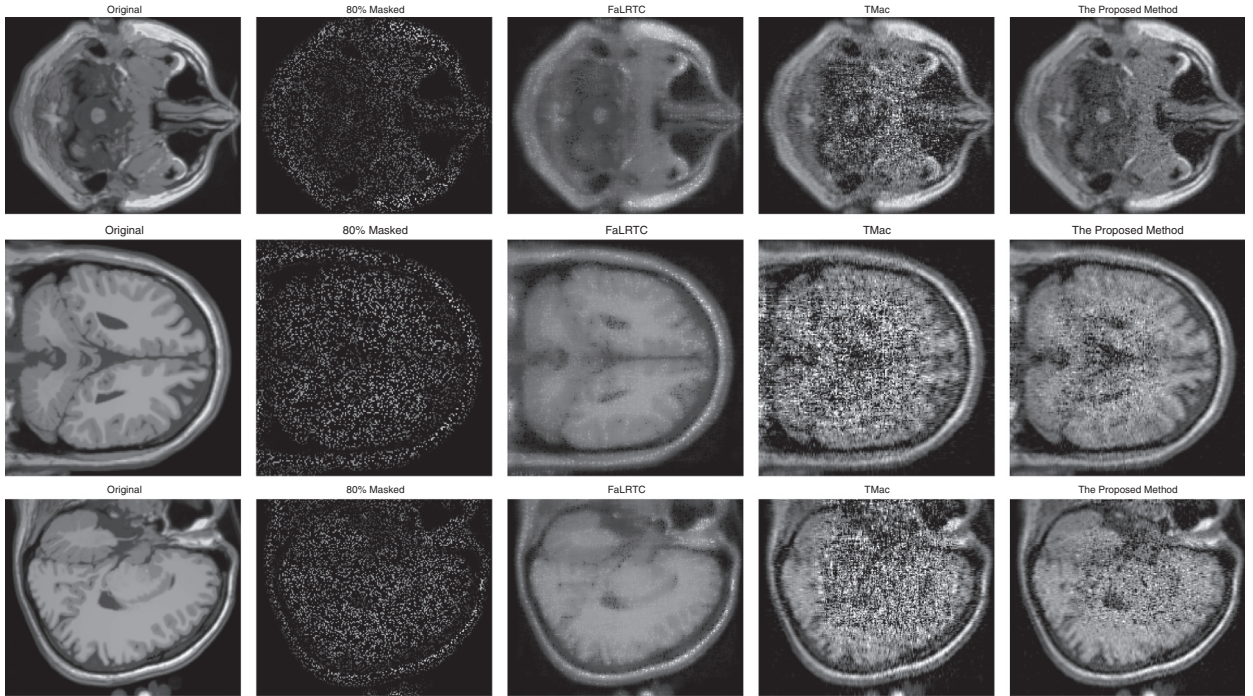 Original
80% Masked
FaLRTC
TMac
The Proposed Method
Original
80% Masked
FaLRTC
TMac
The Proposed Method
Original
80% Masked
FaLRTC
TMac
The Proposed Method